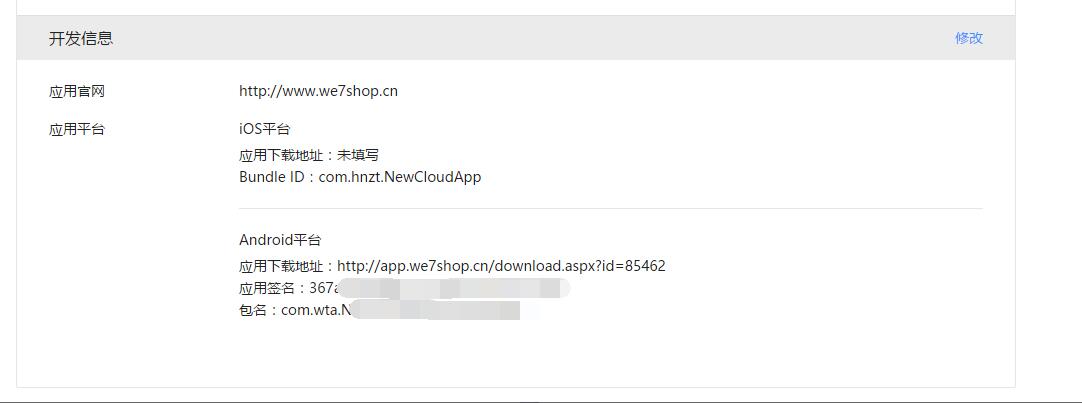 开发信息
修改
应用官网 http://www.we7shop.cn
应用平台 iOS平台
应用下载地址：未填写
Bundle ID：com.hnzt.NewCloudApp
Android平台
应用下载地址：http://app.we7shop.cn/download.aspx?id=85462
应用签名：367a
包名：com.wta.N